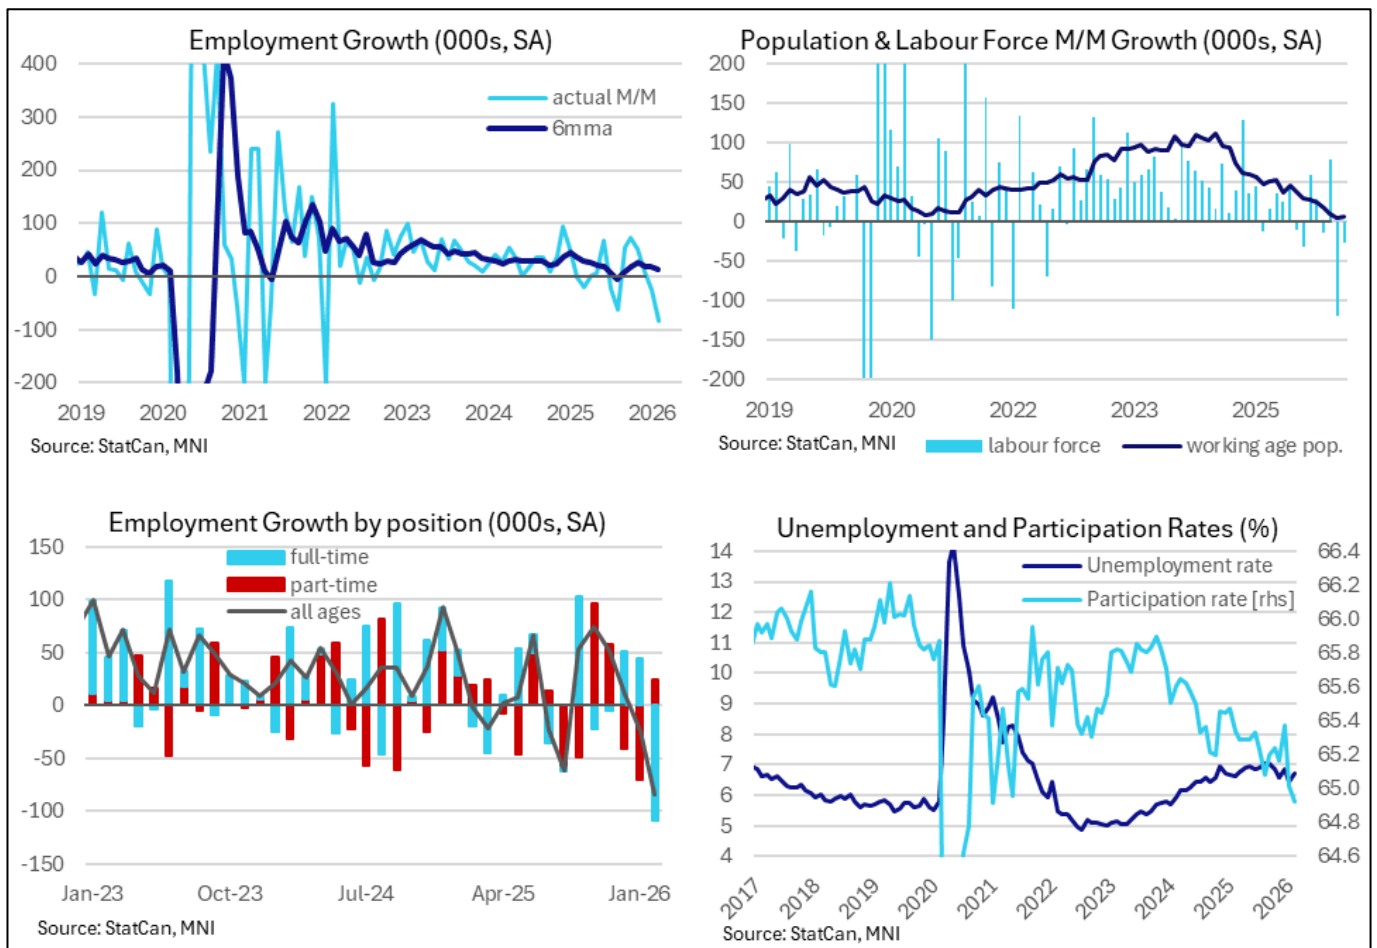 Employment Growth (000s, SA)
400
300
200
100
0
-100
-200
actual M/M
6mma
2019 2020 2021 2022 2023 2024 2025 2026
Source: StatCan, MNI
Population & Labour Force M/M Growth (000s, SA)
200
150
100
50
0
-50
-100
-150
-200
2019 2020 2022 2023 2025
Source: StatCan, MNI
labour force
working age pop.
Employment Growth by position (000s, SA)
150
100
50
0
-50
-100
-150
full-time
part-time
all ages
Jan-23 Oct-23 Jul-24 Apr-25 Jan-26
Source: StatCan, MNI
Unemployment and Participation Rates (%)
14
13
12
11
10
9
8
7
6
5
4
Unemployment rate
Participation rate [rhs]
66.4
66.2
66.0
65.8
65.6
65.4
65.2
65.0
64.8
64.6
2017 2018 2019 2020 2021 2022 2023 2024 2025 2026
Source: StatCan, MNI